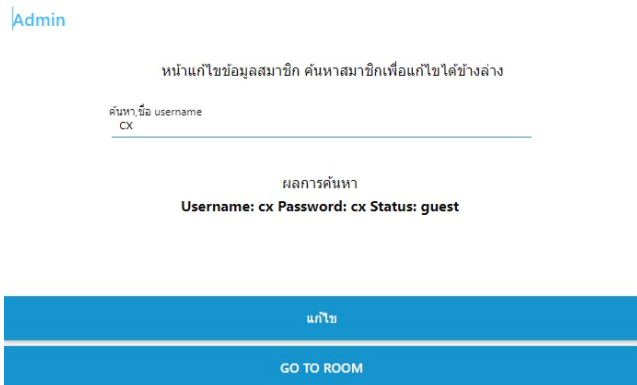 Admin
หน้าแก้ไขข้อมูลสมาชิก ค้นหาสมาชิกเพื่อแก้ไขได้ข้างล่าง
ค้นหา,ชื่อ username
cx
ผลการค้นหา
Username: cx Password: cx Status: guest
แก้ไข
GO TO ROOM